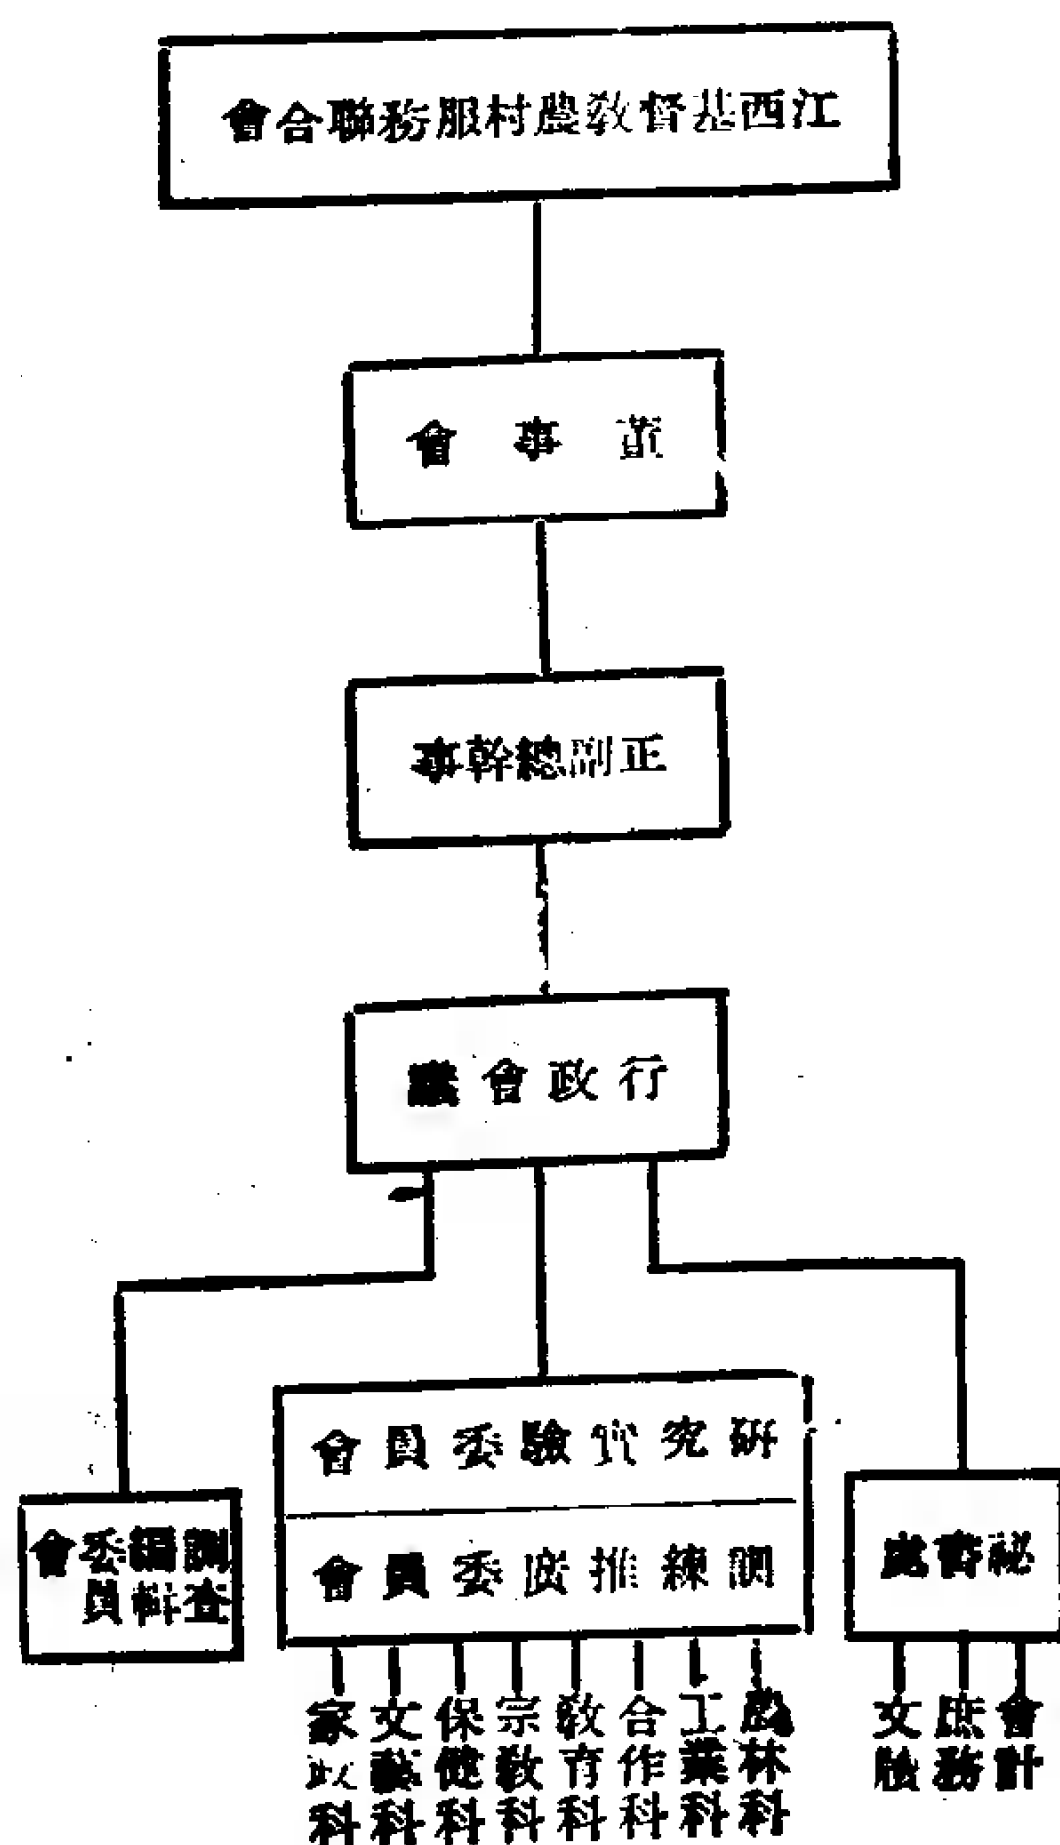 江西基督教農村服務聯合會
董事會
正副總幹事
行政會議
研究實驗委員會
訓練推廣委員會
秘書處
調查編輯委員會
會計
庶務
文牘
農林科
工業科
合作科
教育科
宗教科
保健科
文藝科
家政科